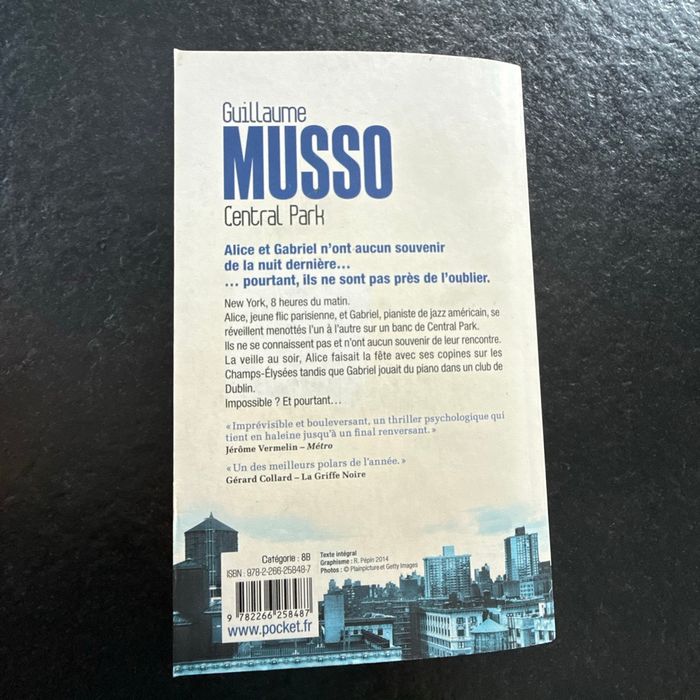 Guillaume
MUSSO
Central Park
Alice et Gabriel n'ont aucun souvenir
de la nuit dernière...
... pourtant, ils ne sont pas près de l'oublier.
New York, 8 heures du matin.
Alice, jeune flic parisienne, et Gabriel, pianiste de jazz américain, se
réveillent menottés l'un à l'autre sur un banc de Central Park.
Ils ne se connaissent pas et n'ont aucun souvenir de leur rencontre.
La veille au soir, Alice faisait la fête avec ses copines sur les
Champs-Élysées tandis que Gabriel jouait du piano dans un club de
Dublin.
Impossible ? Et pourtant...
« Imprévisible et bouleversant, un thriller psychologique qui
tient en haleine jusqu'à un final renversant. »
Jérôme Vermelin – Métro
« Un des meilleurs polars de l'année. »
Gérard Collard – La Griffe Noire
Catégorie : 8B
ISBN : 978-2-266-25848-7
9 782266 258487
www.pocket.fr
Texte intégral
Graphisme : R. Pépin 2014
Photos : © Plainpicture et Getty Images